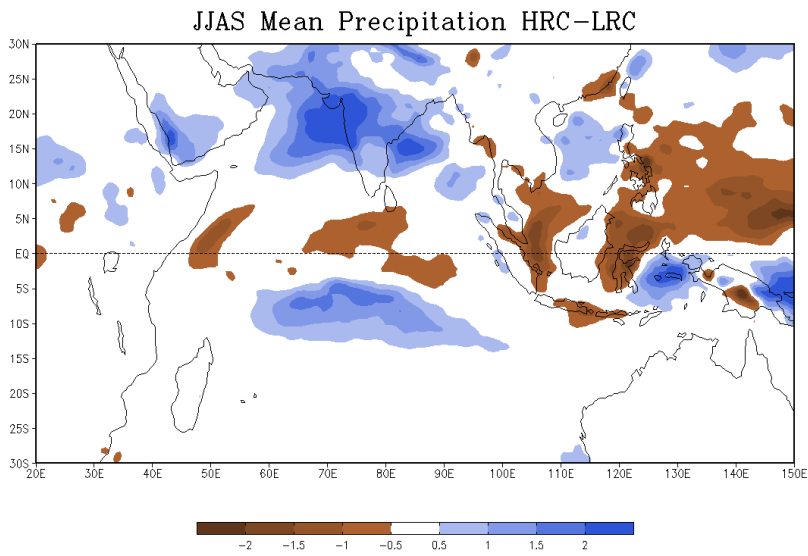 JJAS Mean Precipitation HRC-LRC
30N
25N
20N
15N
10N
5N
EQ
5S
10S
15S
20S
25S
30S
20E 30E 40E 50E 60E 70E 80E 90E 100E 110E 120E 130E 140E 150E
-2 -1.5 -1 -0.5 0.5 1 1.5 2